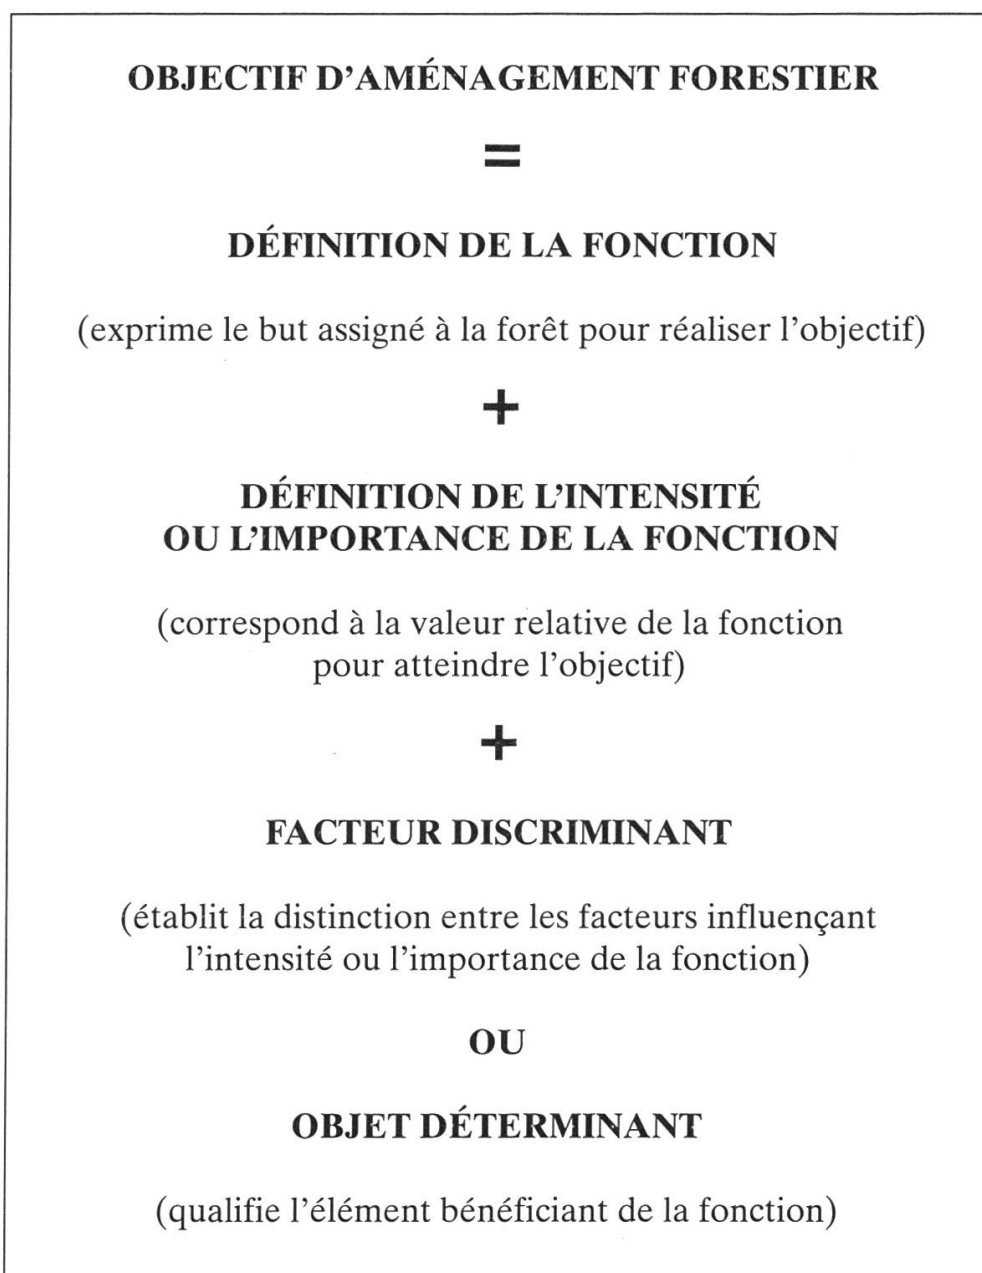 OBJECTIF D’AMÉNAGEMENT FORESTIER
=
DÉFINITION DE LA FONCTION
(exprime le but assigné à la forêt pour réaliser l’objectif)
+
DÉFINITION DE L’INTENSITÉ
OU L’IMPORTANCE DE LA FONCTION
(correspond à la valeur relative de la fonction
pour atteindre l’objectif)
+
FACTEUR DISCRIMINANT
(établit la distinction entre les facteurs influençant
l’intensité ou l’importance de la fonction)
OU
OBJET DÉTERMINANT
(qualifie l’élément bénéficiant de la fonction)